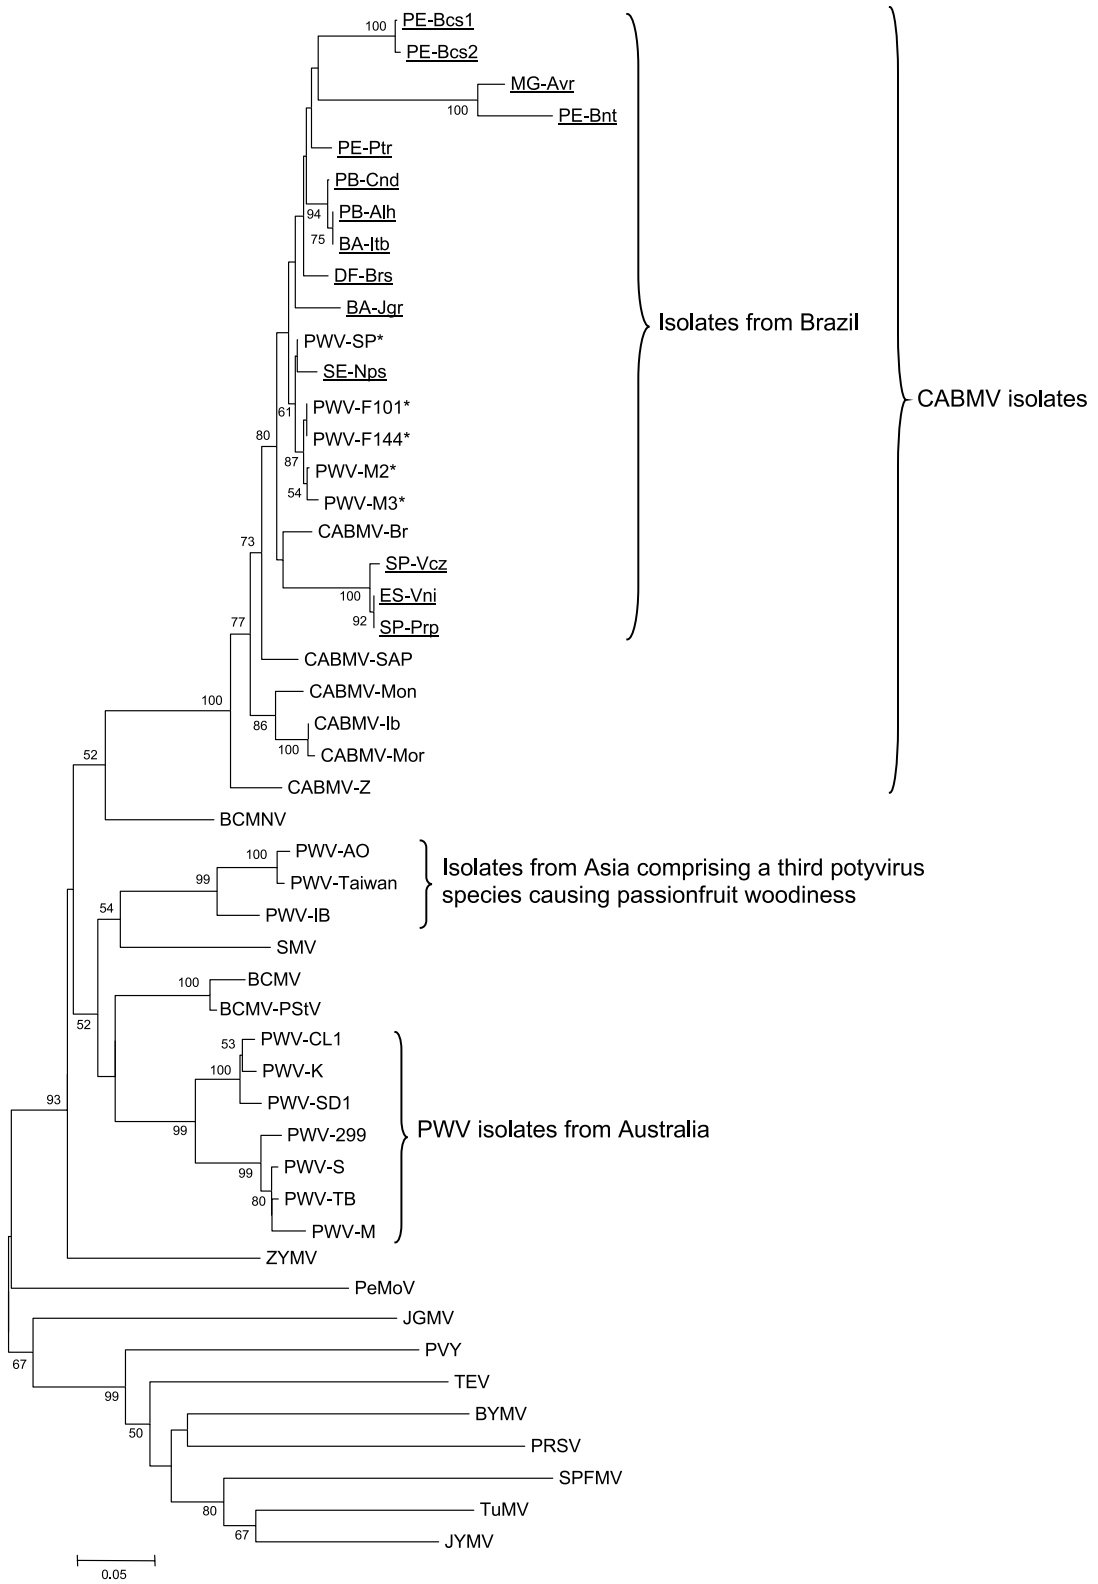 100
PE-Bcs1
PE-Bcs2
MG-Avr
100
PE-Bnt
PE-Ptr
PB-Cnd
94
PB-Alh
75
BA-Itb
DF-Brs
BA-Jgr
Isolates from Brazil
PWV-SP*
SE-Nps
CABMV isolates
61
PWV-F101*
80
PWV-F144*
87
PWV-M2*
54
PWV-M3*
CABMV-Br
73
SP-Vcz
100
ES-Vni
92
SP-Prp
77
CABMV-SAP
CABMV-Mon
100
86
CABMV-Ib
100
CABMV-Mor
52
CABMV-Z
BCMNV
100
PWV-AO
Isolates from Asia comprising a third potyvirus
species causing passionfruit woodiness
99
PWV-Taiwan
54
PWV-IB
SMV
100
BCMV
BCMV-PStV
52
53
PWV-CL1
100
PWV-K
93
PWV-SD1
99
PWV isolates from Australia
PWV-299
99
PWV-S
80
PWV-TB
PWV-M
ZYMV
PeMoV
JGMV
67
PVY
99
TEV
50
BYMV
PRSV
SPFMV
80
TuMV
67
JYMV
0.05